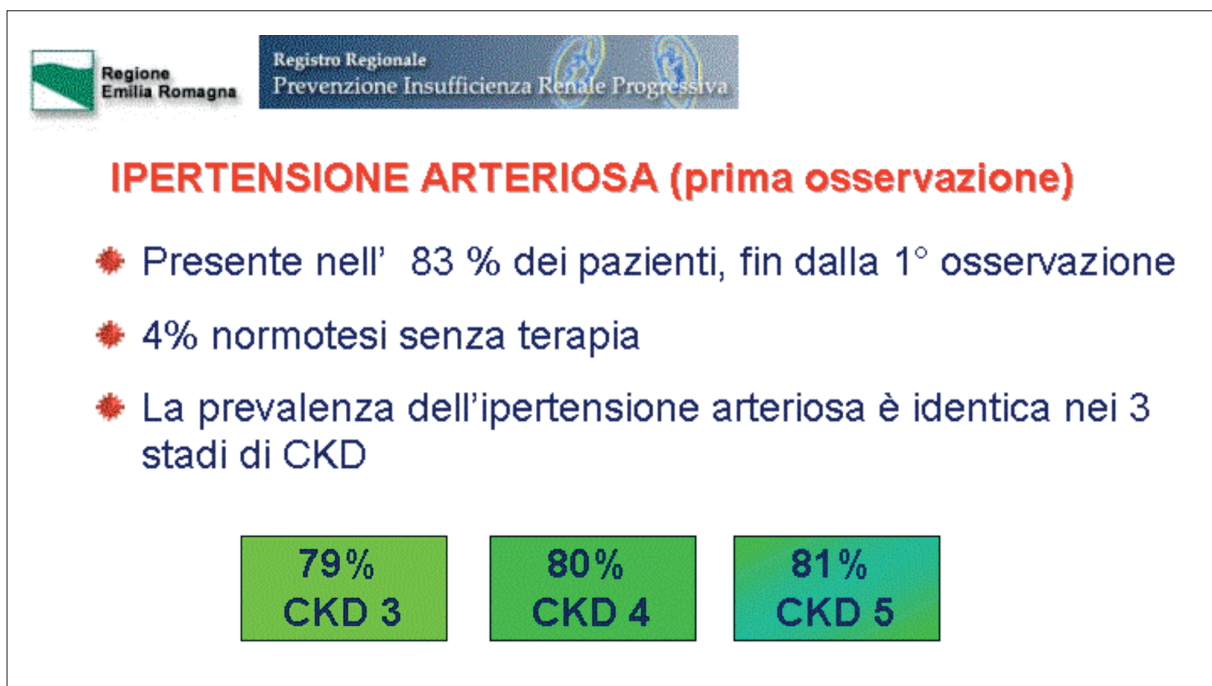 Regione
Emilia Romagna
Registro Regionale
Prevenzione Insufficienza Renale Progressiva
IPERTENSIONE ARTERIOSA (prima osservazione)
Presente nell' 83 % dei pazienti, fin dalla 1° osservazione
4% normotesi senza terapia
La prevalenza dell'ipertensione arteriosa è identica nei 3
stadi di CKD
79%
CKD 3
80%
CKD 4
81%
CKD 5